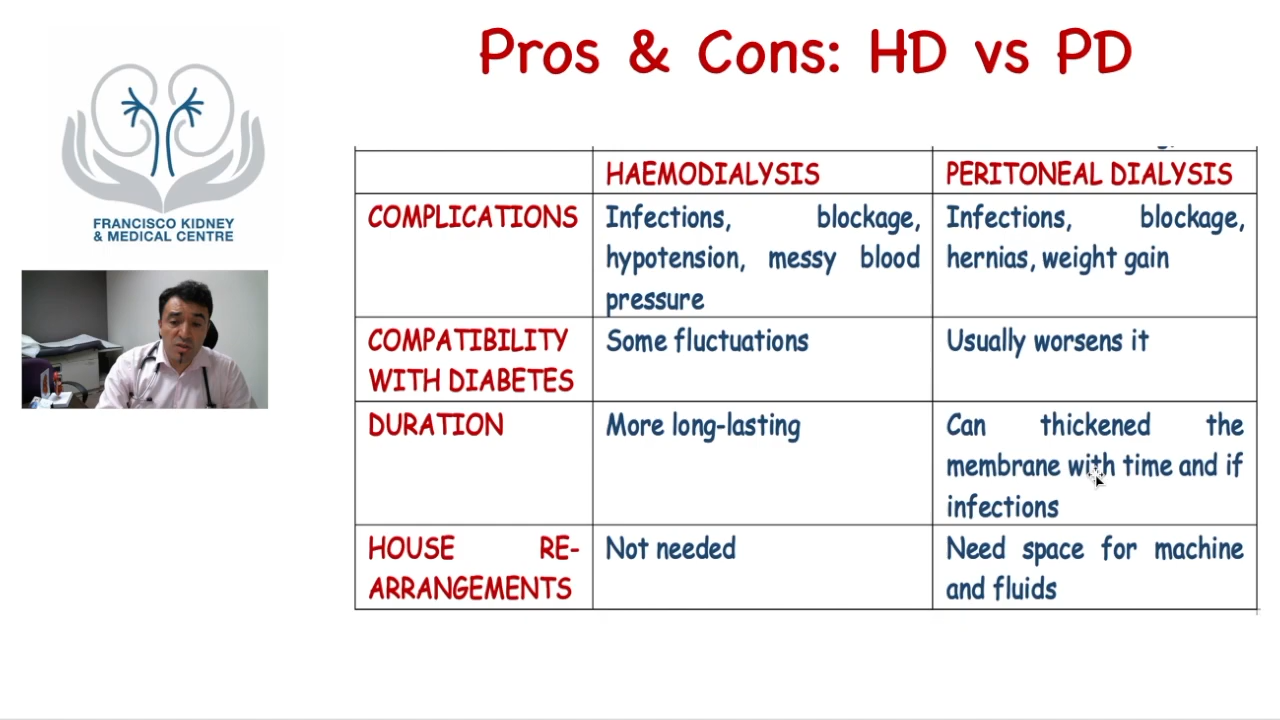 Pros & Cons: HD vs PD
FRANCISCO KIDNEY
& MEDICAL CENTRE
HAEMODIALYSIS PERITONEAL DIALYSIS
COMPLICATIONS Infections, blockage, Infections, blockage,
hypotension, messy blood hernias, weight gain
pressure
COMPATIBILITY Some fluctuations Usually worsens it
WITH DIABETES
DURATION More long-lasting Can thickened the
membrane with time and if
infections
HOUSE RE- Not needed Need space for machine
ARRANGEMENTS and fluids